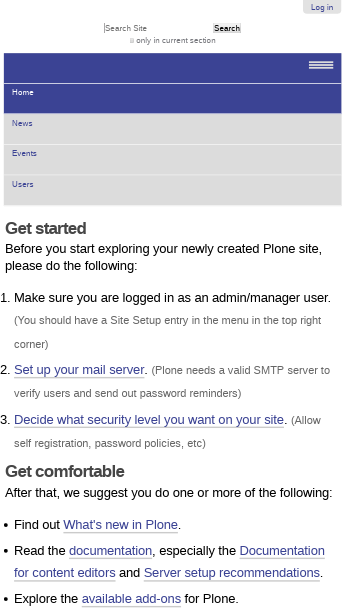 Log in
Search Site
Search
only in current section
Home
News
Events
Users
Get started
Before you start exploring your newly created Plone site,
please do the following:
1. Make sure you are logged in as an admin/manager user.
(You should have a Site Setup entry in the menu in the top right
corner)
2. Set up your mail server. (Plone needs a valid SMTP server to
verify users and send out password reminders)
3. Decide what security level you want on your site. (Allow
self registration, password policies, etc)
Get comfortable
After that, we suggest you do one or more of the following:
• Find out What's new in Plone.
• Read the documentation, especially the Documentation
for content editors and Server setup recommendations.
• Explore the available add-ons for Plone.